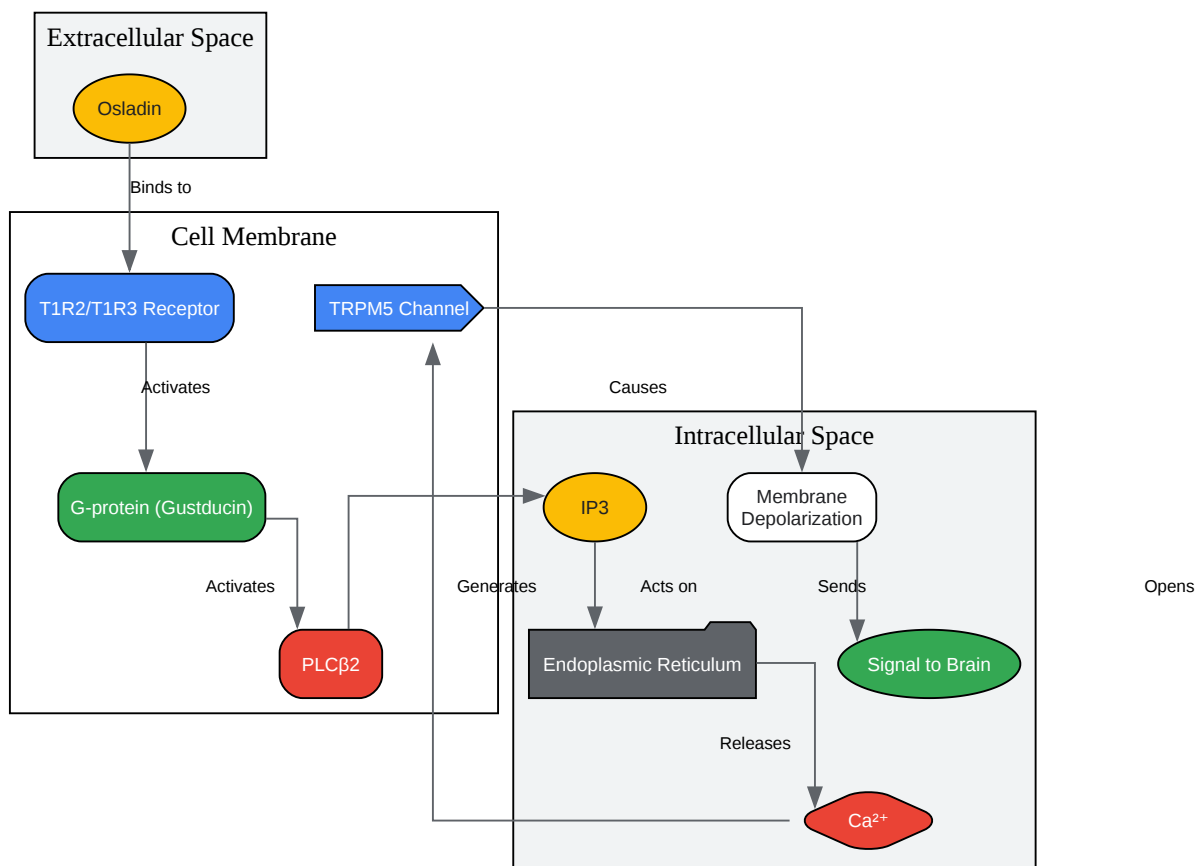 Extracellular Space
Osladin
Binds to
Cell Membrane
T1R2/T1R3 Receptor
TRPM5 Channel
Activates
Causes
Intracellular Space
G-protein (Gustducin)
IP3
Membrane
Depolarization
Activates
Generates
Acts on
Sends
Opens
PLCβ2
Endoplasmic Reticulum
Signal to Brain
Releases
Ca²⁺